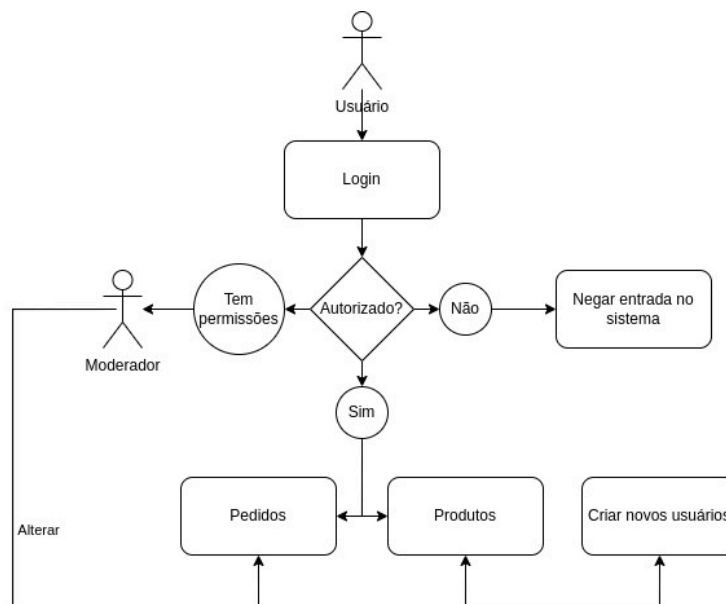 Usuário
Login
Tem
permissões
Autorizado?
Não
Negar entrada no
sistema
Moderador
Sim
Pedidos
Produtos
Criar novos usuários
Alterar